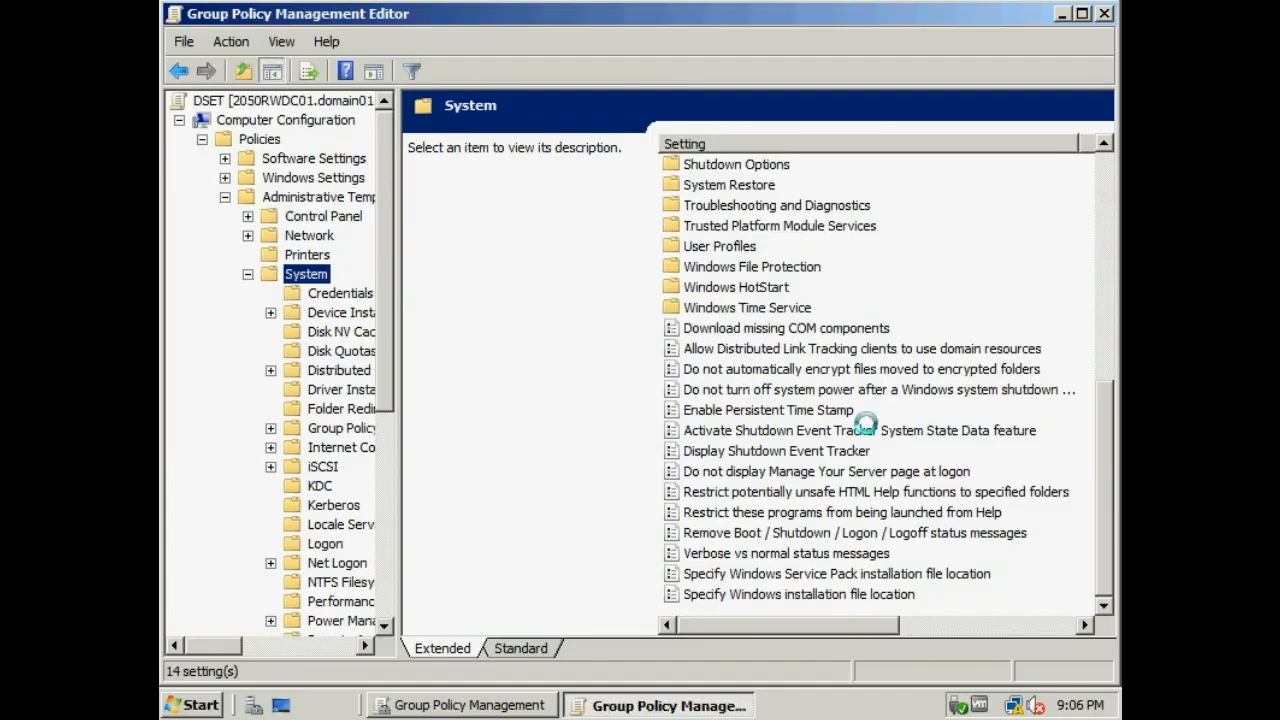 Group Policy Management Editor
File Action View Help
DSET [2050RWDC01.domain01
Computer Configuration
Policies
Software Settings
Windows Settings
Administrative Temp
Control Panel
Network
Printers
System
Credentials
Device Insta
Disk NV Cac
Disk Quotas
Distributed
Driver Insta
Folder Redi
Group Policy
Internet Co
iSCSI
KDC
Kerberos
Locale Serv
Logon
Net Logon
NTFS Filesy
Performanc
Power Mana
System
Select an item to view its description.
Setting
Shutdown Options
System Restore
Troubleshooting and Diagnostics
Trusted Platform Module Services
User Profiles
Windows File Protection
Windows HotStart
Windows Time Service
Download missing COM components
Allow Distributed Link Tracking clients to use domain resources
Do not automatically encrypt files moved to encrypted folders
Do not turn off system power after a Windows system shutdown ...
Enable Persistent Time Stamp
Activate Shutdown Event Tracker System State Data feature
Display Shutdown Event Tracker
Do not display Manage Your Server page at logon
Restrict potentially unsafe HTML Help functions to specified folders
Restrict these programs from being launched from Help
Remove Boot / Shutdown / Logon / Logoff status messages
Verbose vs normal status messages
Specify Windows Service Pack installation file location
Specify Windows installation file location
Extended Standard
14 setting(s)
Start Group Policy Management Group Policy Manage... 9:06 PM